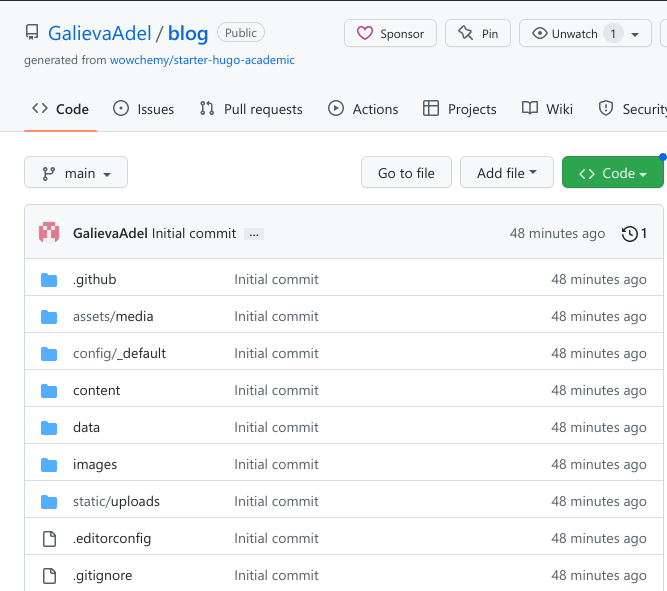 GalievaAdel / blog Public Sponsor Pin Unwatch 1
generated from wowchemy/starter-hugo-academic
Code Issues Pull requests Actions Projects Wiki Security
main Go to file Add file Code
GalievaAdel Initial commit ... 48 minutes ago 1
.github Initial commit 48 minutes ago
assets/media Initial commit 48 minutes ago
config/_default Initial commit 48 minutes ago
content Initial commit 48 minutes ago
data Initial commit 48 minutes ago
images Initial commit 48 minutes ago
static/uploads Initial commit 48 minutes ago
.editorconfig Initial commit 48 minutes ago
.gitignore Initial commit 48 minutes ago